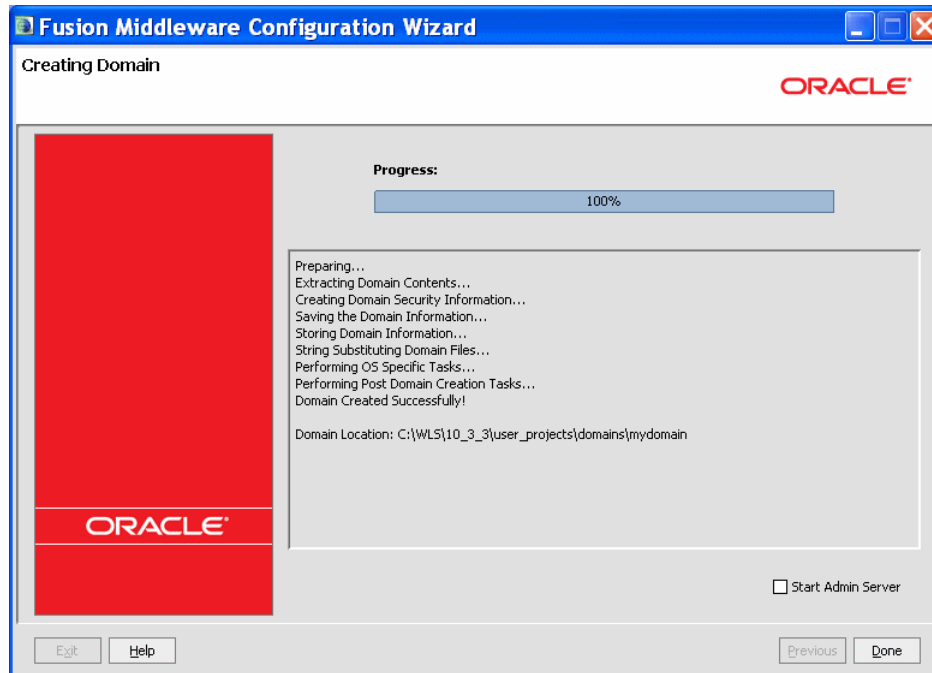 Fusion Middleware Configuration Wizard
Creating Domain
ORACLE
Progress:
100%
Preparing...
Extracting Domain Contents...
Creating Domain Security Information...
Saving the Domain Information...
Storing Domain Information...
String Substituting Domain Files...
Performing OS Specific Tasks...
Performing Post Domain Creation Tasks...
Domain Created Successfully!
Domain Location: C:\WLS\10_3_3\user_projects\domains\mydomain
ORACLE
Start Admin Server
Exit Help Previous Done